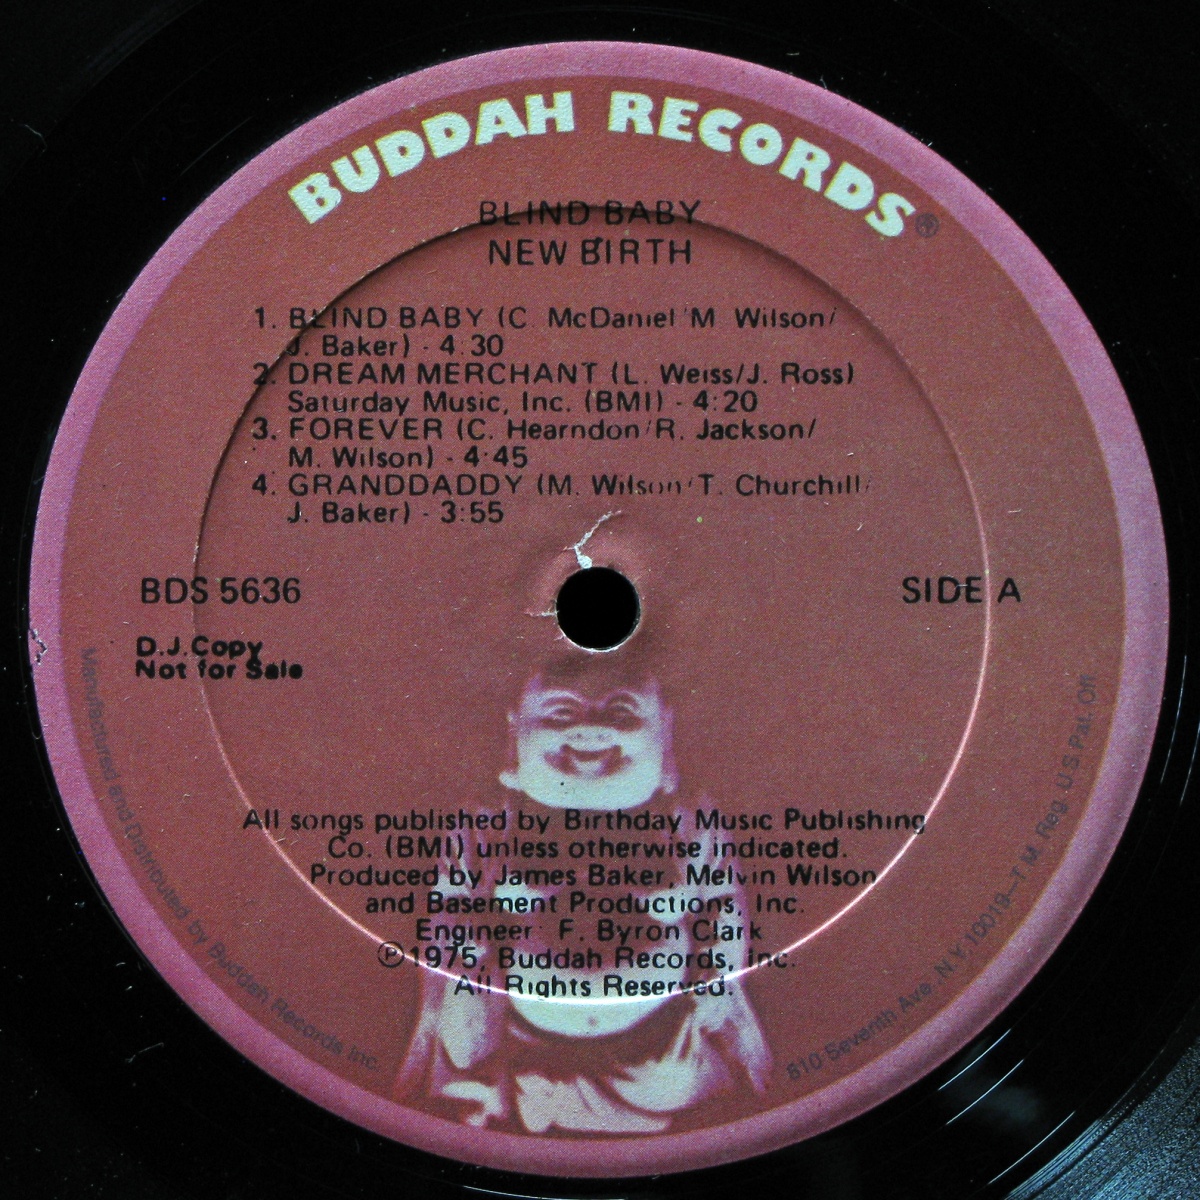 BUDDAH RECORDS®
BLIND BABY
NEW BIRTH
1. BLIND BABY (C. McDaniel/M. Wilson/
J. Baker) - 4:30
2. DREAM MERCHANT (L. Weiss/J. Ross)
Saturday Music, Inc. (BMI) - 4:20
3. FOREVER (C. Hearndon/R. Jackson/
M. Wilson) - 4:45
4. GRANDDADDY (M. Wilson/T. Churchill/
J. Baker) - 3:55
BDS 5636
SIDE A
D.J.Copy
Not for Sale
All songs published by Birthday Music Publishing
Co. (BMI) unless otherwise indicated.
Produced by James Baker, Melvin Wilson
and Basement Productions, Inc.
Engineer: F. Byron Clark
℗1975, Buddah Records, Inc.
All Rights Reserved.
Manufactured and Distributed by Buddah Records Inc.
810 Seventh Ave. N.Y. 10019—T.M. Reg. U.S. Pat. Off.